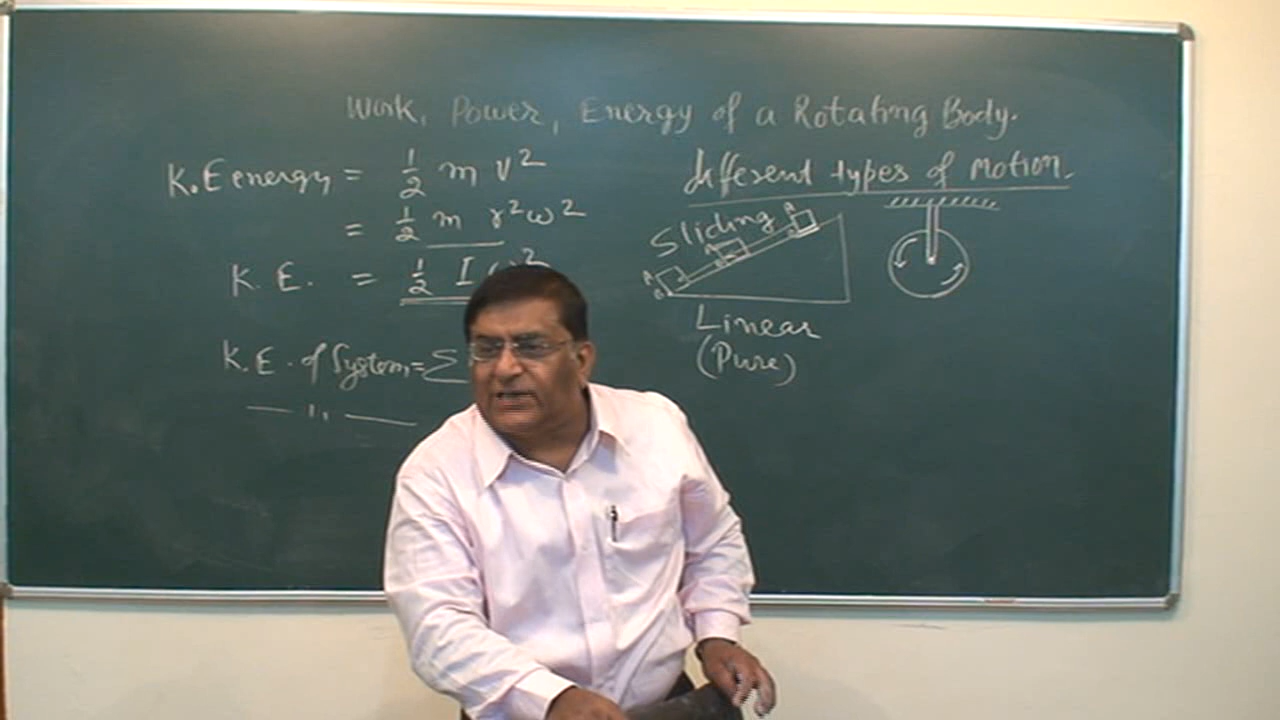 Work, Power, Energy of a Rotating Body.
K.E energy = 1/2 m v²
= 1/2 m r²ω²
K.E. = 1/2 I ω²
K.E. of System = Σ
— 〃 —
different types of Motion.
Sliding
A
A
A
B
Linear
(Pure)